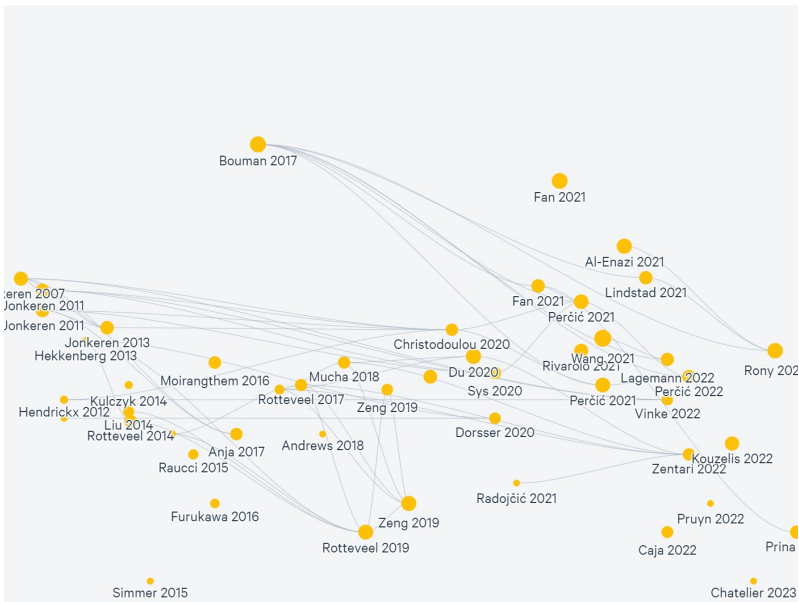 Bouman 2017
Fan 2021
Al-Enazi 2021
Lindstad 2021
keren 2007
Jonkeren 2011
Fan 2021
Perčić 2021
Jonkeren 2011
Jonkeren 2013
Hekkenberg 2013
Christodoulou 2020
Wang 2021
Rivarolo 2021
Rony 202
Moirangthem 2016
Mucha 2018
Du 2020
Lagemann 2022
Sys 2020
Perčić 2022
Kulczyk 2014
Rotteveel 2017
Zeng 2019
Perčić 2021
Hendrickx 2012
Vinke 2022
Liu 2014
Rotteveel 2014
Dorsser 2020
Andrews 2018
Anja 2017
Kouzelis 2022
Raucci 2015
Zentari 2022
Radojčić 2021
Furukawa 2016
Zeng 2019
Pruyn 2022
Rotteveel 2019
Caja 2022
Prina
Simmer 2015
Chatelier 2023